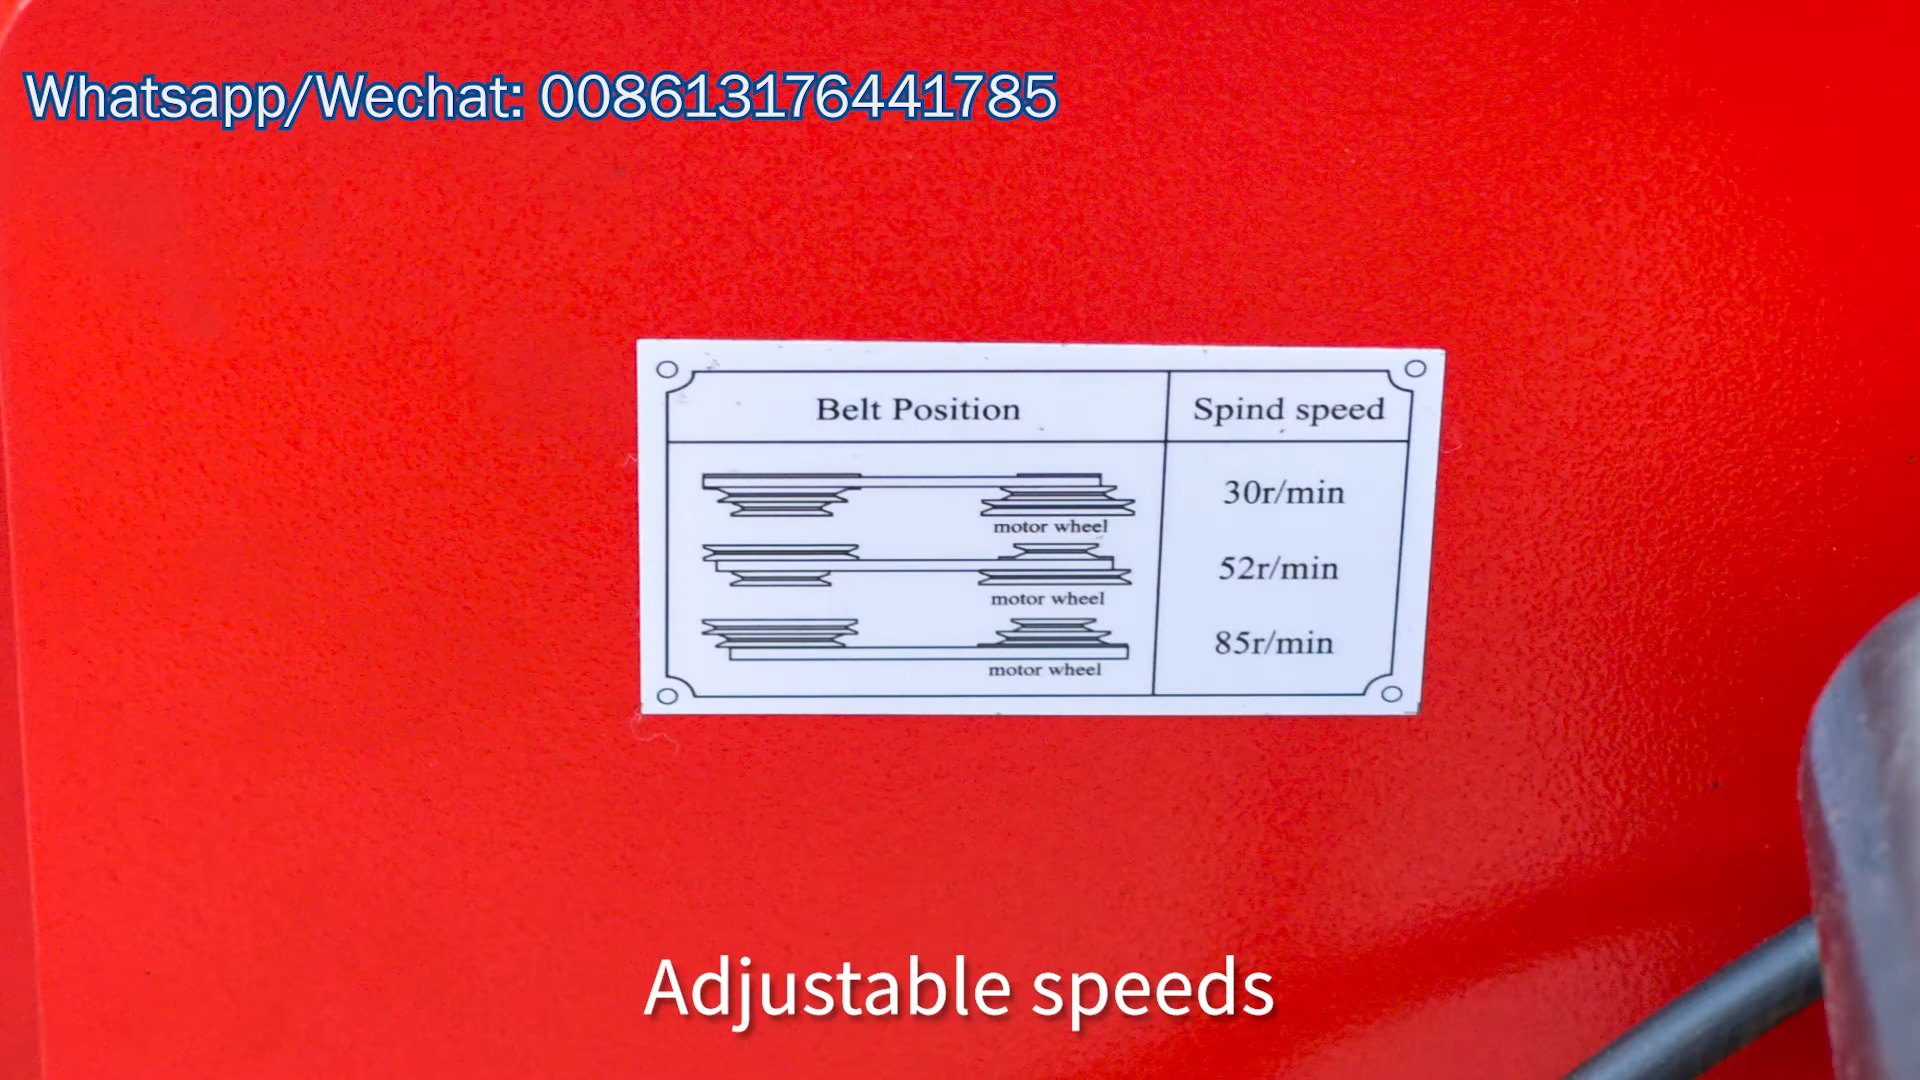 Whatsapp/Wechat: 008613176441785
Belt Position
Spind speed
motor wheel
30r/min
motor wheel
52r/min
motor wheel
85r/min
Adjustable speeds